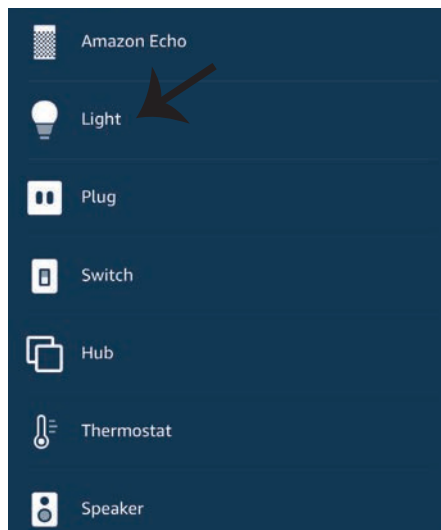 Amazon Echo
Light
Plug
Switch
Hub
Thermostat
Speaker